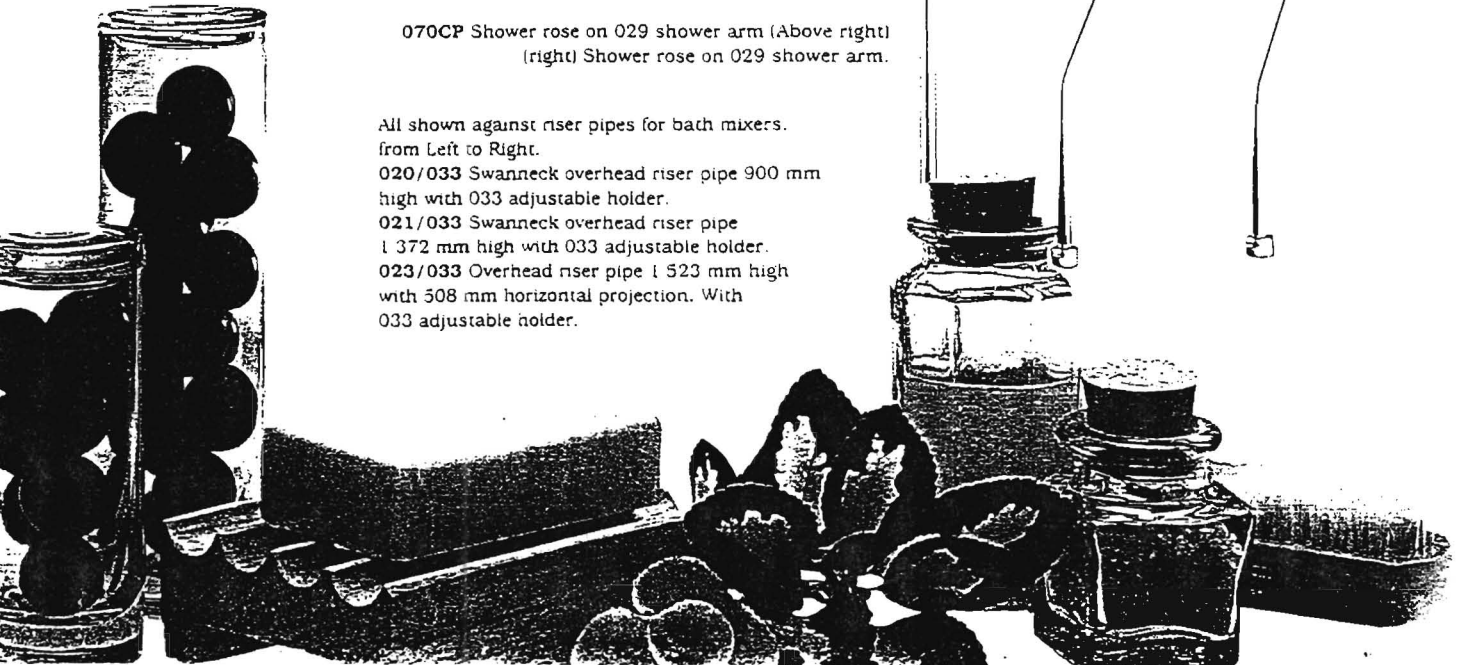 070CP Shower rose on 029 shower arm (Above right)
(right) Shower rose on 029 shower arm.
All shown against riser pipes for bath mixers.
from Left to Right.
020/033 Swanneck overhead riser pipe 900 mm
high with 033 adjustable holder.
021/033 Swanneck overhead riser pipe
1 372 mm high with 033 adjustable holder.
023/033 Overhead riser pipe 1 523 mm high
with 508 mm horizontal projection. With
033 adjustable holder.